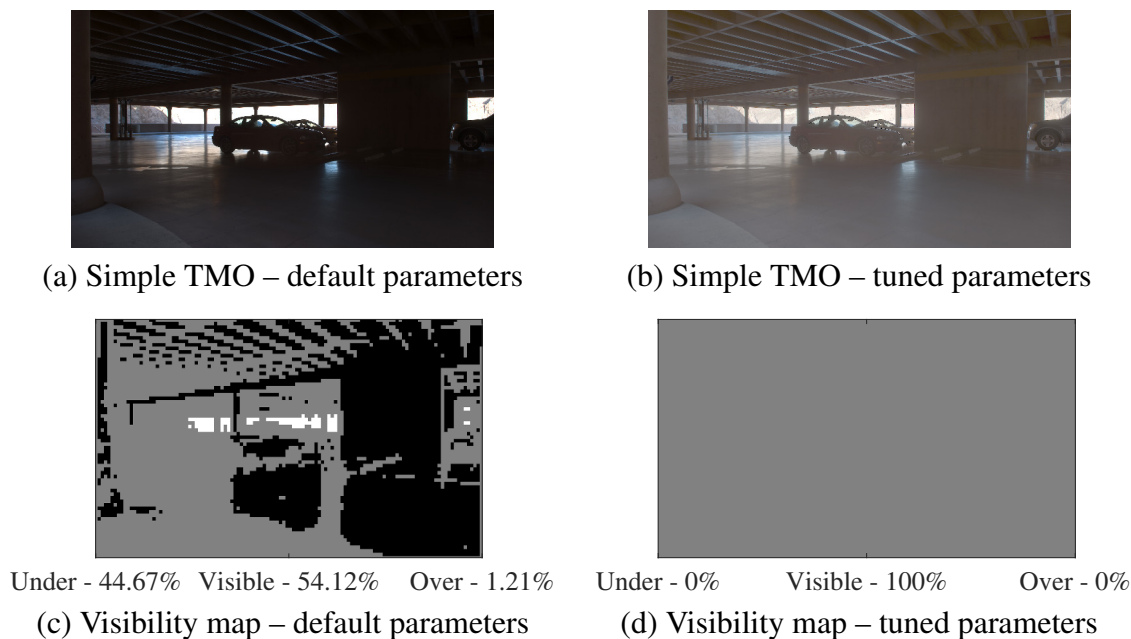 (a) Simple TMO – default parameters
(b) Simple TMO – tuned parameters
Under - 44.67% Visible - 54.12% Over - 1.21%
Under - 0% Visible - 100% Over - 0%
(c) Visibility map – default parameters
(d) Visibility map – tuned parameters